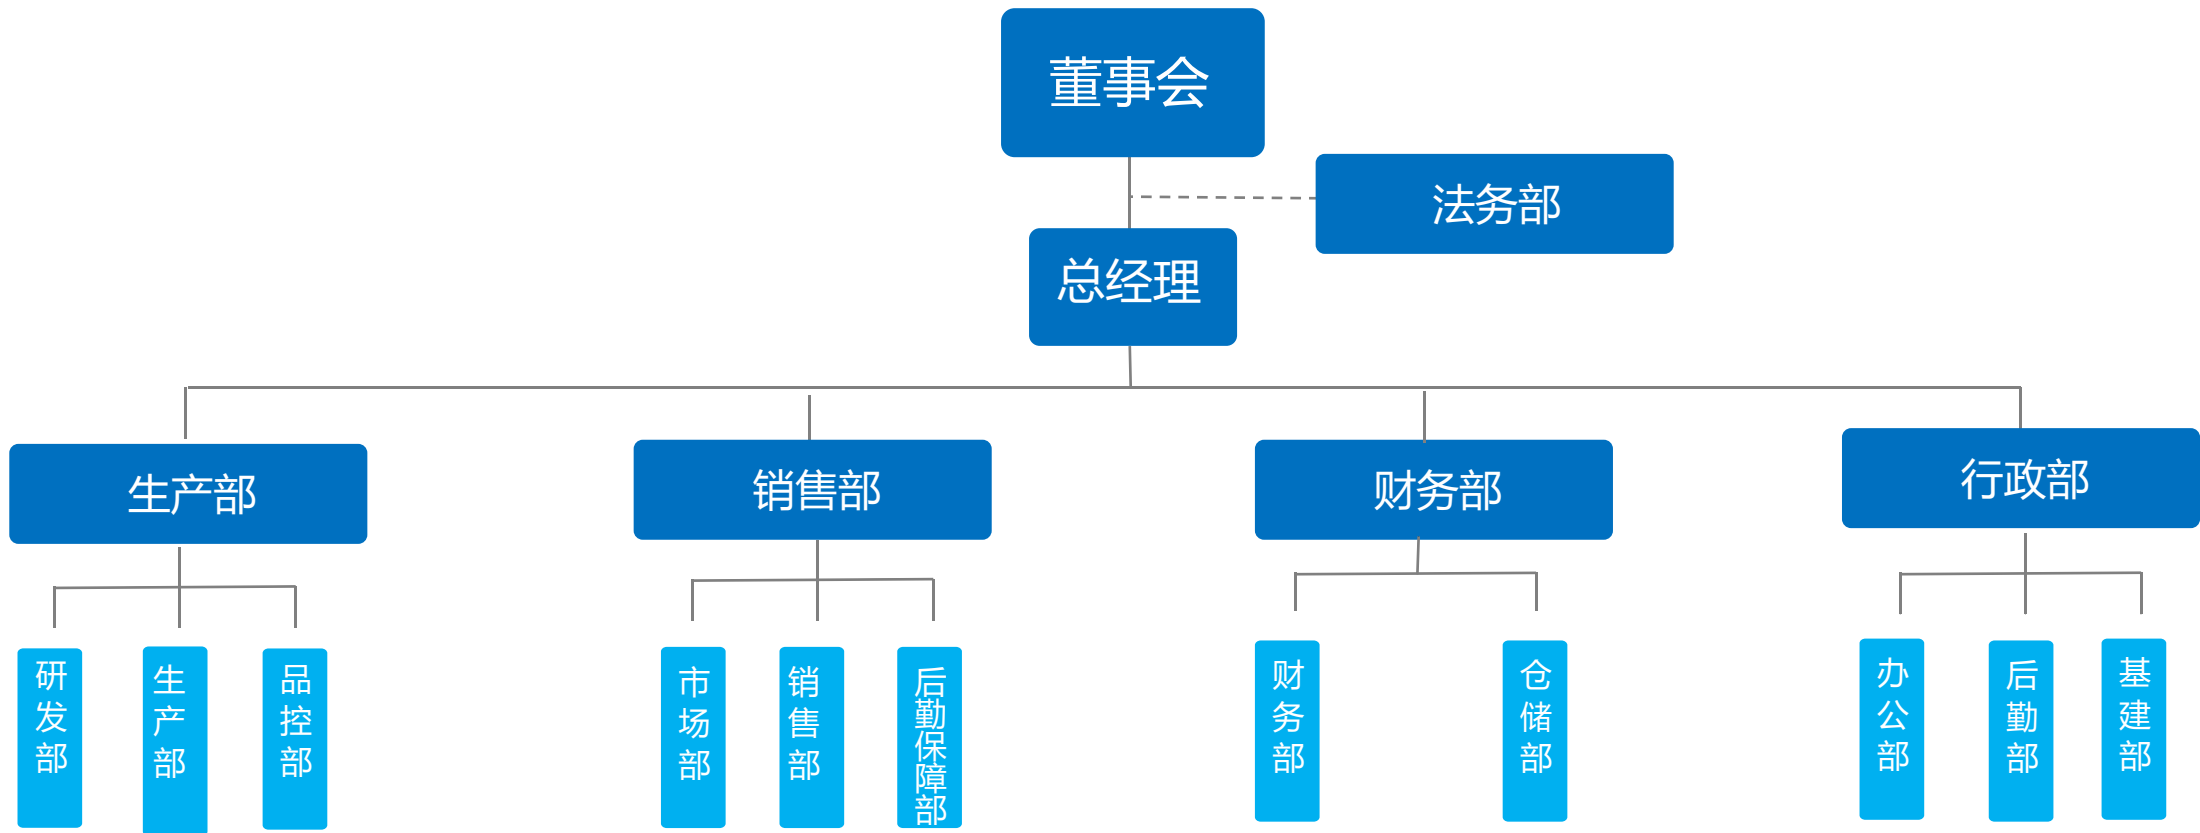 董事会
法务部
总经理
生产部
销售部
财务部
行政部
研发部
生产部
品控部
市场部
销售部
后勤保障部
财务部
仓储部
办公部
后勤部
基建部